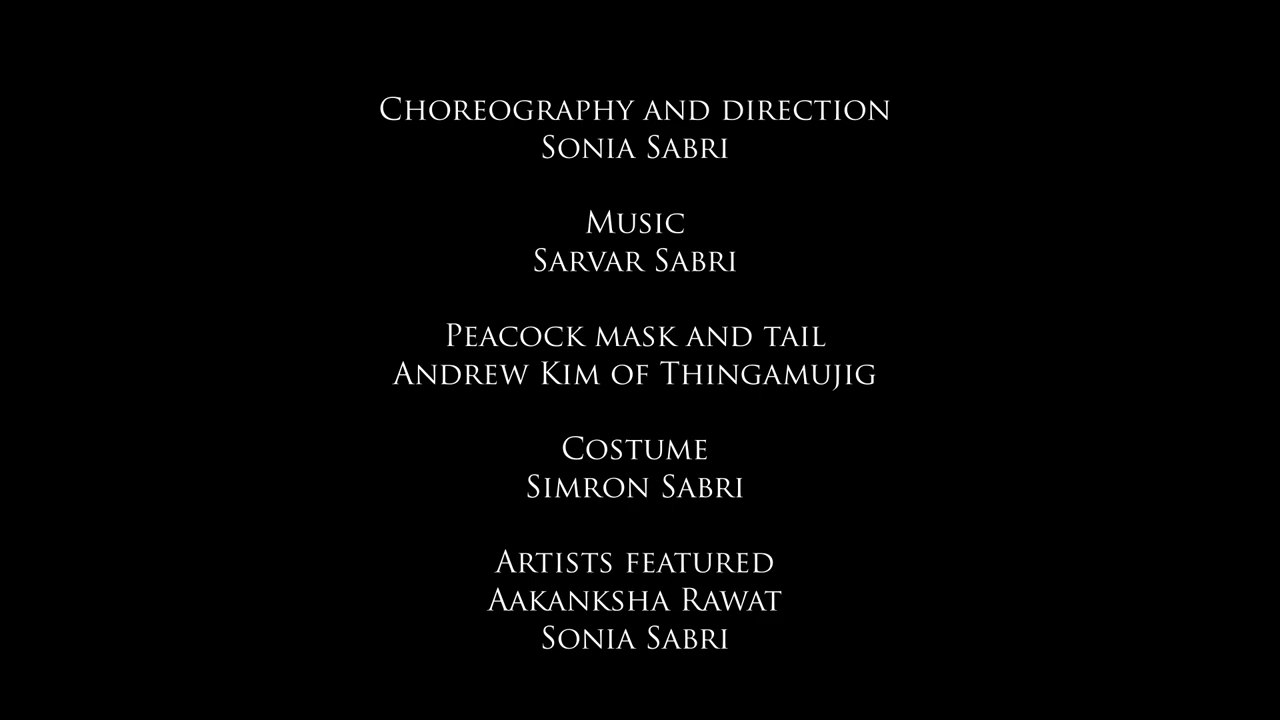 Choreography and direction
Sonia Sabri
Music
Sarvar Sabri
Peacock mask and tail
Andrew Kim of Thingamujig
Costume
Simron Sabri
Artists featured
Aakanksha Rawat
Sonia Sabri